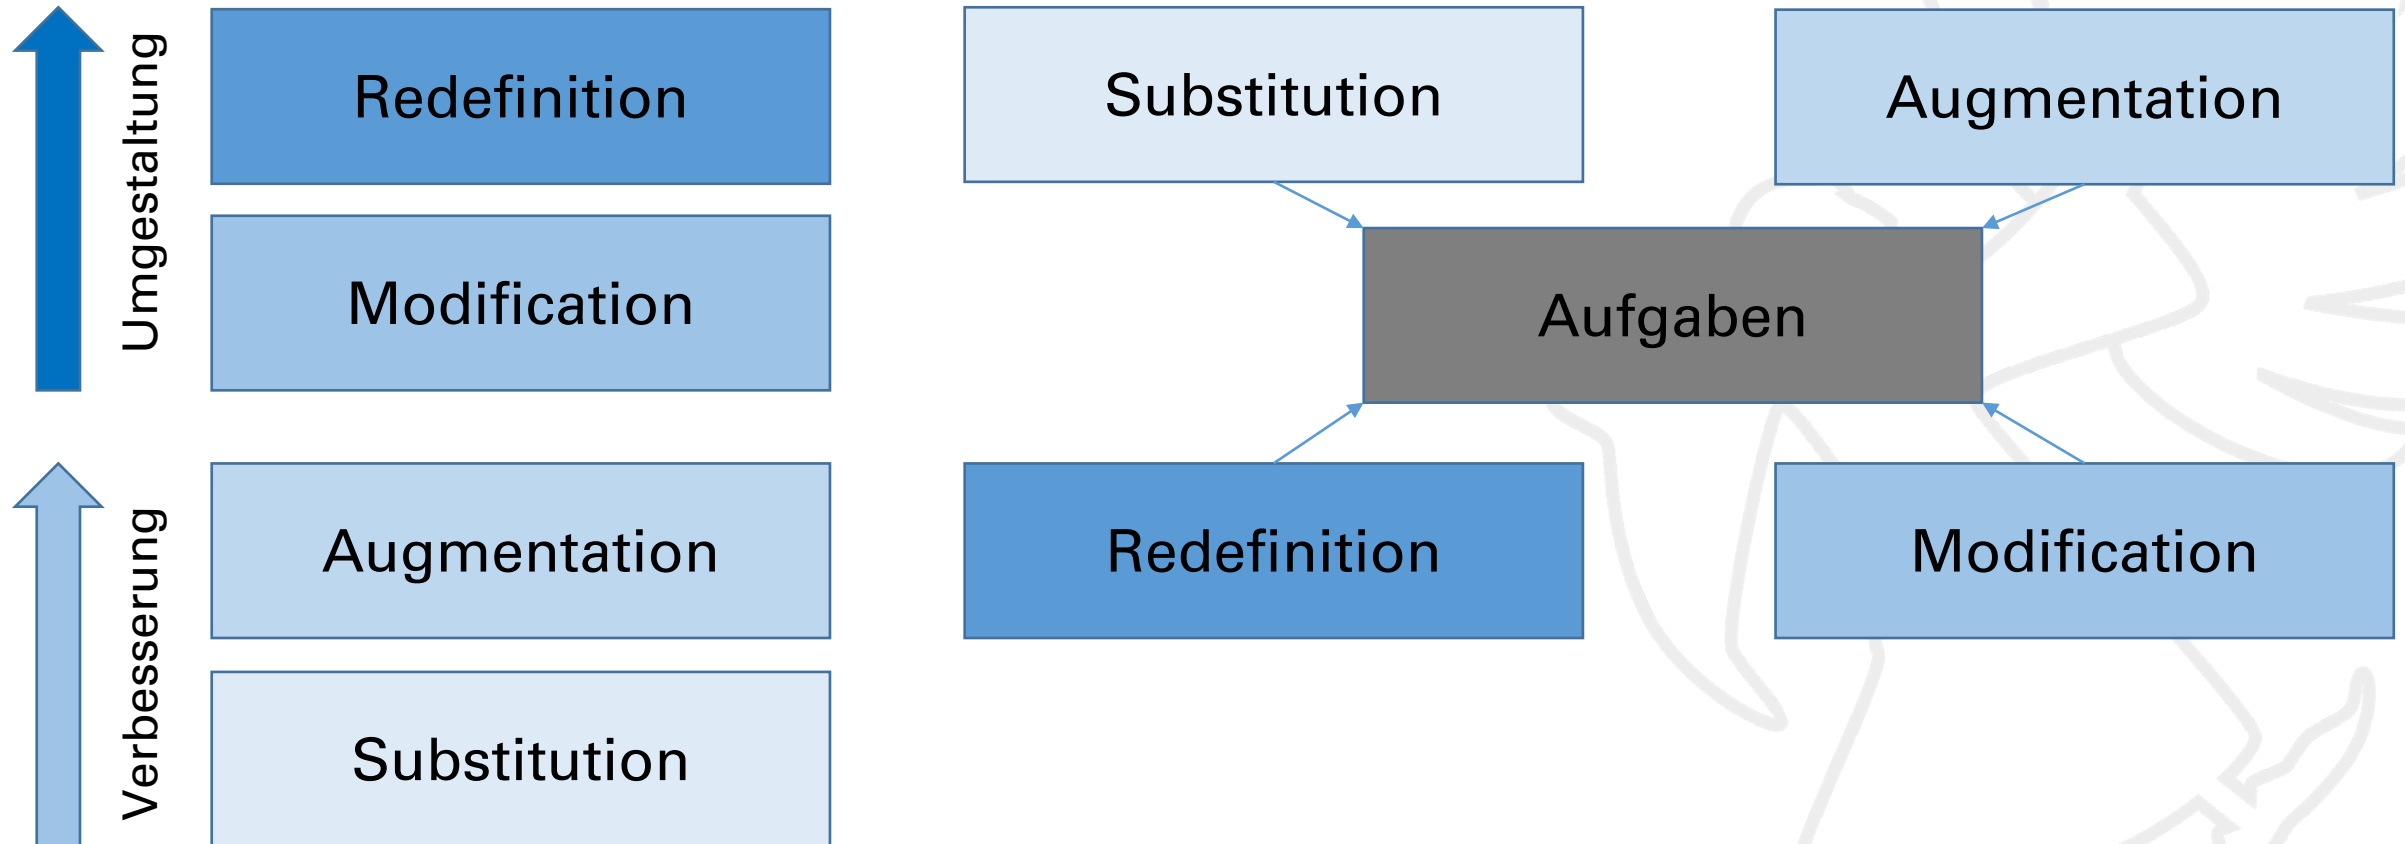 Umgestaltung
Redefinition
Modification
Verbesserung
Augmentation
Substitution
Substitution
Augmentation
Aufgaben
Redefinition
Modification